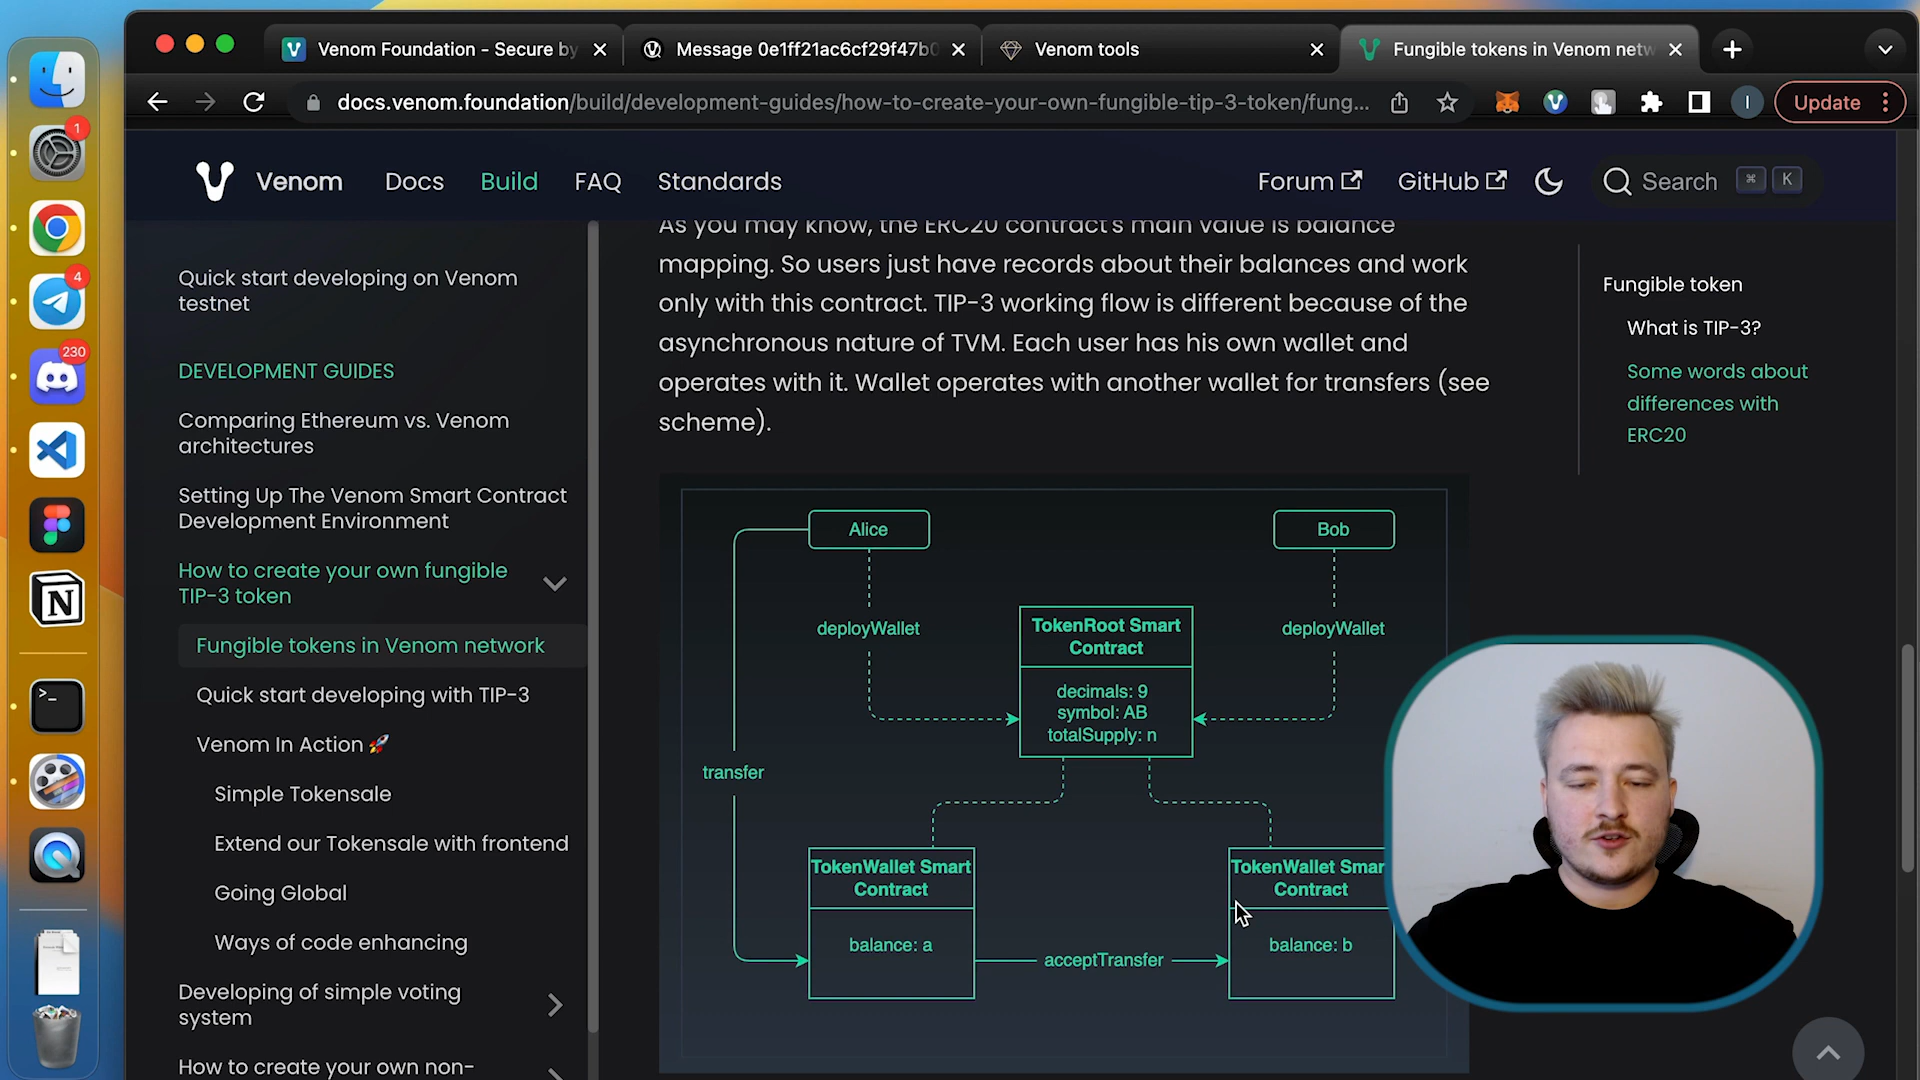 Venom Foundation - Secure by
Message 0e1ff21ac6cf29f47b0
Venom tools
Fungible tokens in Venom netw
docs.venom.foundation/build/development-guides/how-to-create-your-own-fungible-tip-3-token/fung...
I
Update
Venom
Docs
Build
FAQ
Standards
Forum
GitHub
Search
⌘ K
1
4
230
Quick start developing on Venom
testnet
DEVELOPMENT GUIDES
Comparing Ethereum vs. Venom
architectures
Setting Up The Venom Smart Contract
Development Environment
How to create your own fungible
TIP-3 token
Fungible tokens in Venom network
Quick start developing with TIP-3
Venom In Action 🚀
Simple Tokensale
Extend our Tokensale with frontend
Going Global
Ways of code enhancing
Developing of simple voting
system
How to create your own non-
As you may know, the ERC20 contract's main value is balance
mapping. So users just have records about their balances and work
only with this contract. TIP-3 working flow is different because of the
asynchronous nature of TVM. Each user has his own wallet and
operates with it. Wallet operates with another wallet for transfers (see
scheme).
Alice
Bob
deployWallet
deployWallet
TokenRoot Smart
Contract
decimals: 9
symbol: AB
totalSupply: n
transfer
TokenWallet Smart
Contract
balance: a
acceptTransfer
TokenWallet Smar
Contract
balance: b
Fungible token
What is TIP-3?
Some words about
differences with
ERC20